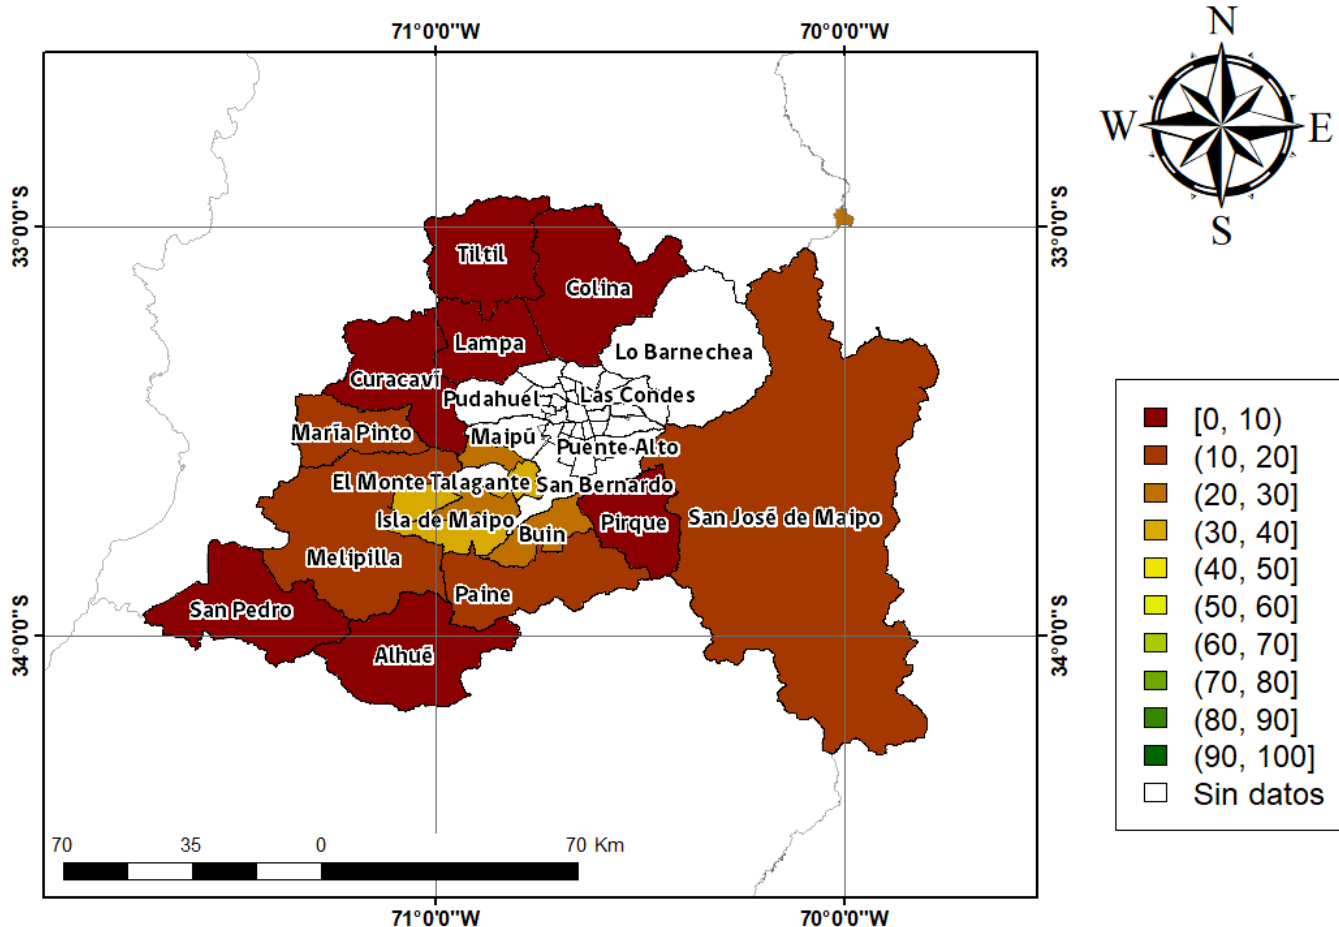 71°0'0"W
70°0'0"W
N
W
E
S
33°0'0"S
33°0'0"S
Tiltil
Colina
Lampa
Lo Barnechea
Curacaví
Pudahuel
Las Condes
María Pinto
Maipú
Puente Alto
El Monte
Talagante
San Bernardo
Isla de Maipo
Buin
Pirque
San José de Maipo
Melipilla
Paine
San Pedro
Alhué
34°0'0"S
34°0'0"S
[0, 10)
(10, 20]
(20, 30]
(30, 40]
(40, 50]
(50, 60]
(60, 70]
(70, 80]
(80, 90]
(90, 100]
Sin datos
70 35 0 70 Km
71°0'0"W
70°0'0"W